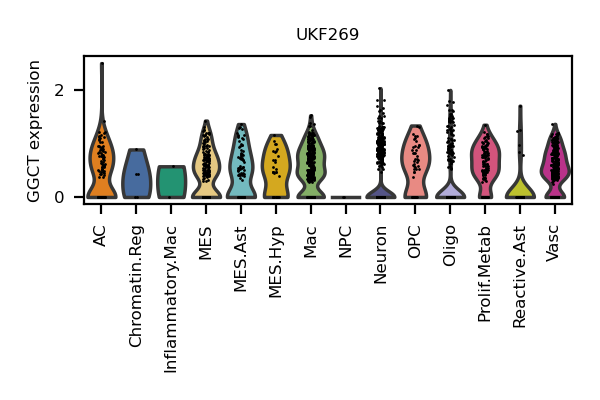 UKF269
GGCT expression
2
0
AC
Chromatin.Reg
Inflammatory.Mac
MES
MES.Ast
MES.Hyp
Mac
NPC
Neuron
OPC
Oligo
Prolif.Metab
Reactive.Ast
Vasc